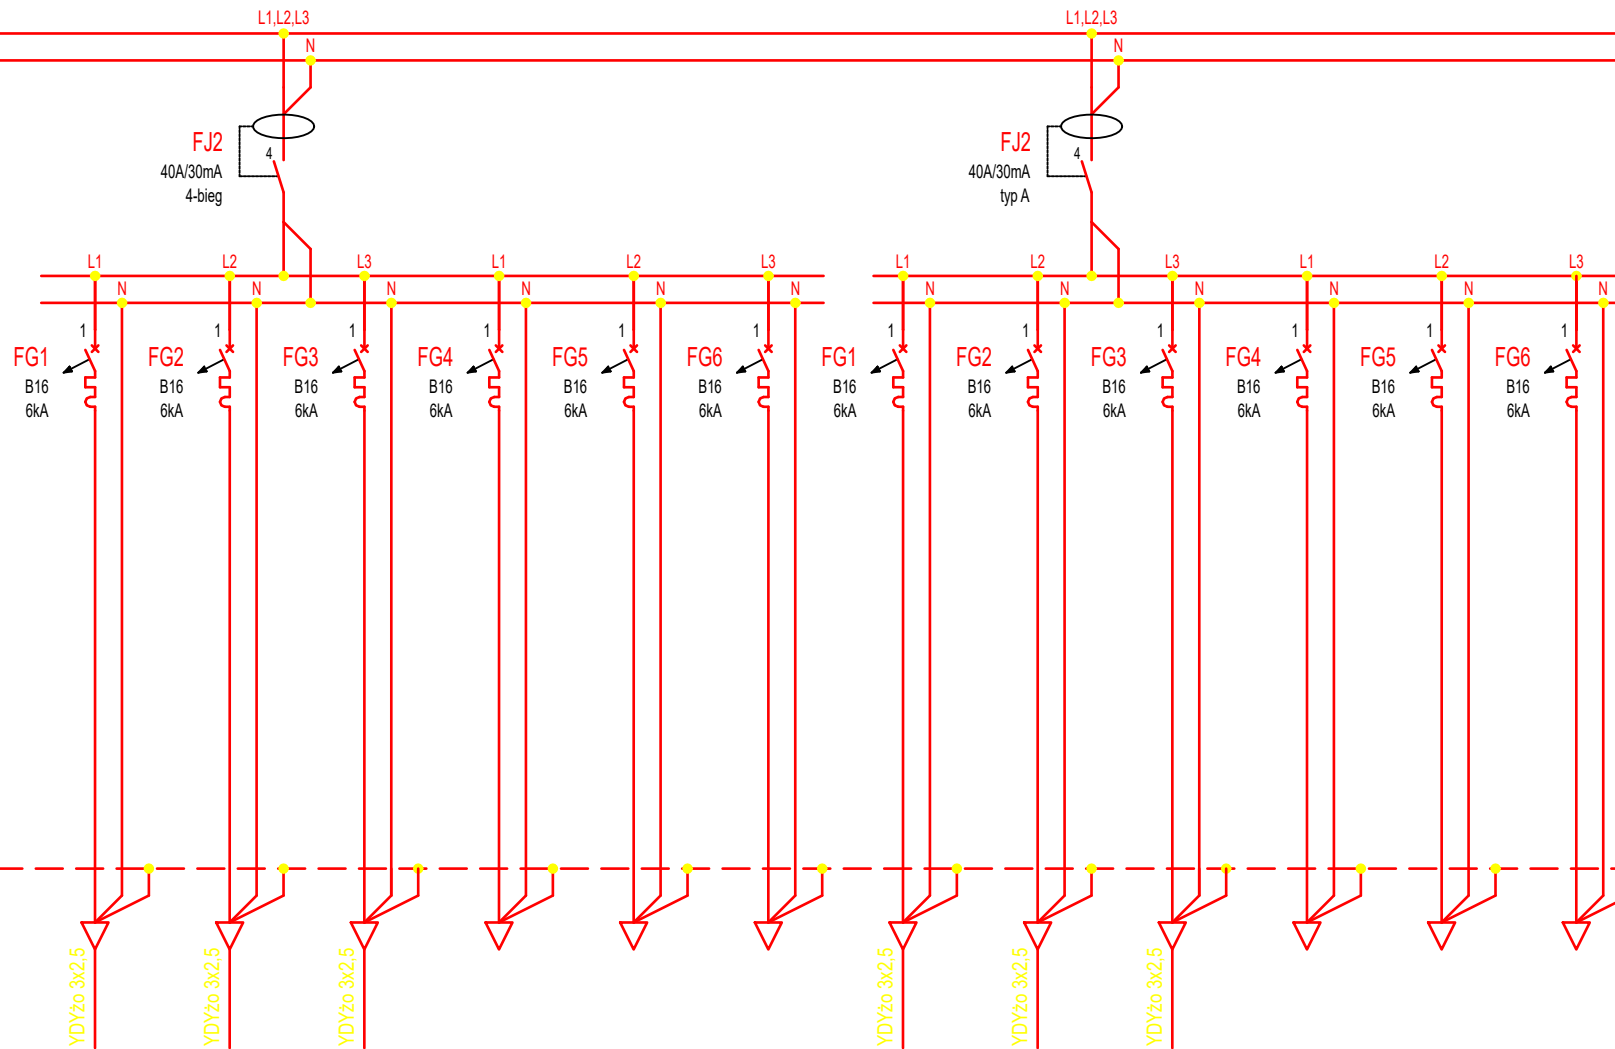 L1,L2,L3
L1,L2,L3
N
N
FJ2
4
40A/30mA
4-bieg
FJ2
4
40A/30mA
typ A
L1
L2
L3
L1
L2
L3
L1
L2
L3
L1
L2
L3
N
N
N
N
N
N
N
N
N
N
N
N
1
1
1
1
1
1
1
1
1
1
1
1
FG1
B16
6kA
FG2
B16
6kA
FG3
B16
6kA
FG4
B16
6kA
FG5
B16
6kA
FG6
B16
6kA
FG1
B16
6kA
FG2
B16
6kA
FG3
B16
6kA
FG4
B16
6kA
FG5
B16
6kA
FG6
B16
6kA
YDYżo 3x2,5
YDYżo 3x2,5
YDYżo 3x2,5
YDYżo 3x2,5
YDYżo 3x2,5
YDYżo 3x2,5